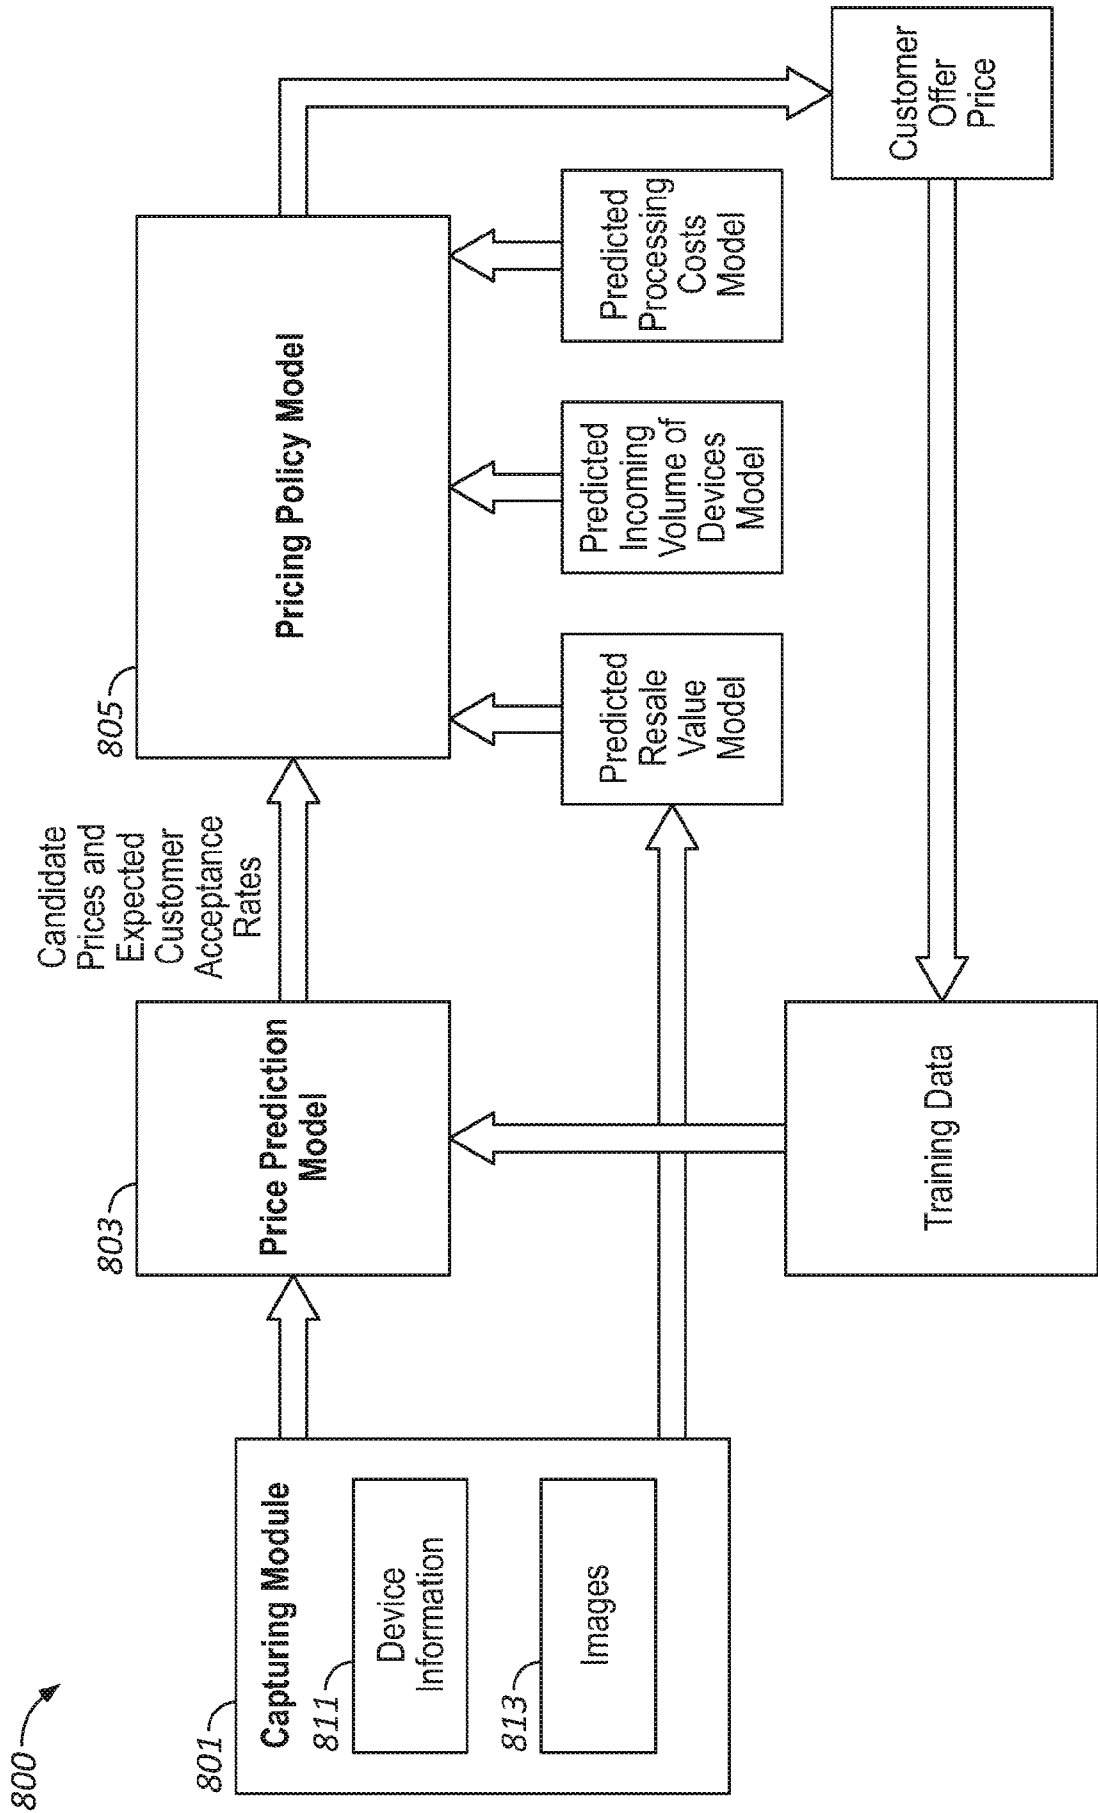 800
801
Capturing Module
811
Device
Information
813
Images
803
Price Prediction
Model
Candidate
Prices and
Expected
Customer
Acceptance
Rates
805
Pricing Policy Model
Predicted
Resale
Value
Model
Predicted
Incoming
Volume of
Devices
Model
Predicted
Processing
Costs
Model
Training Data
Customer
Offer
Price